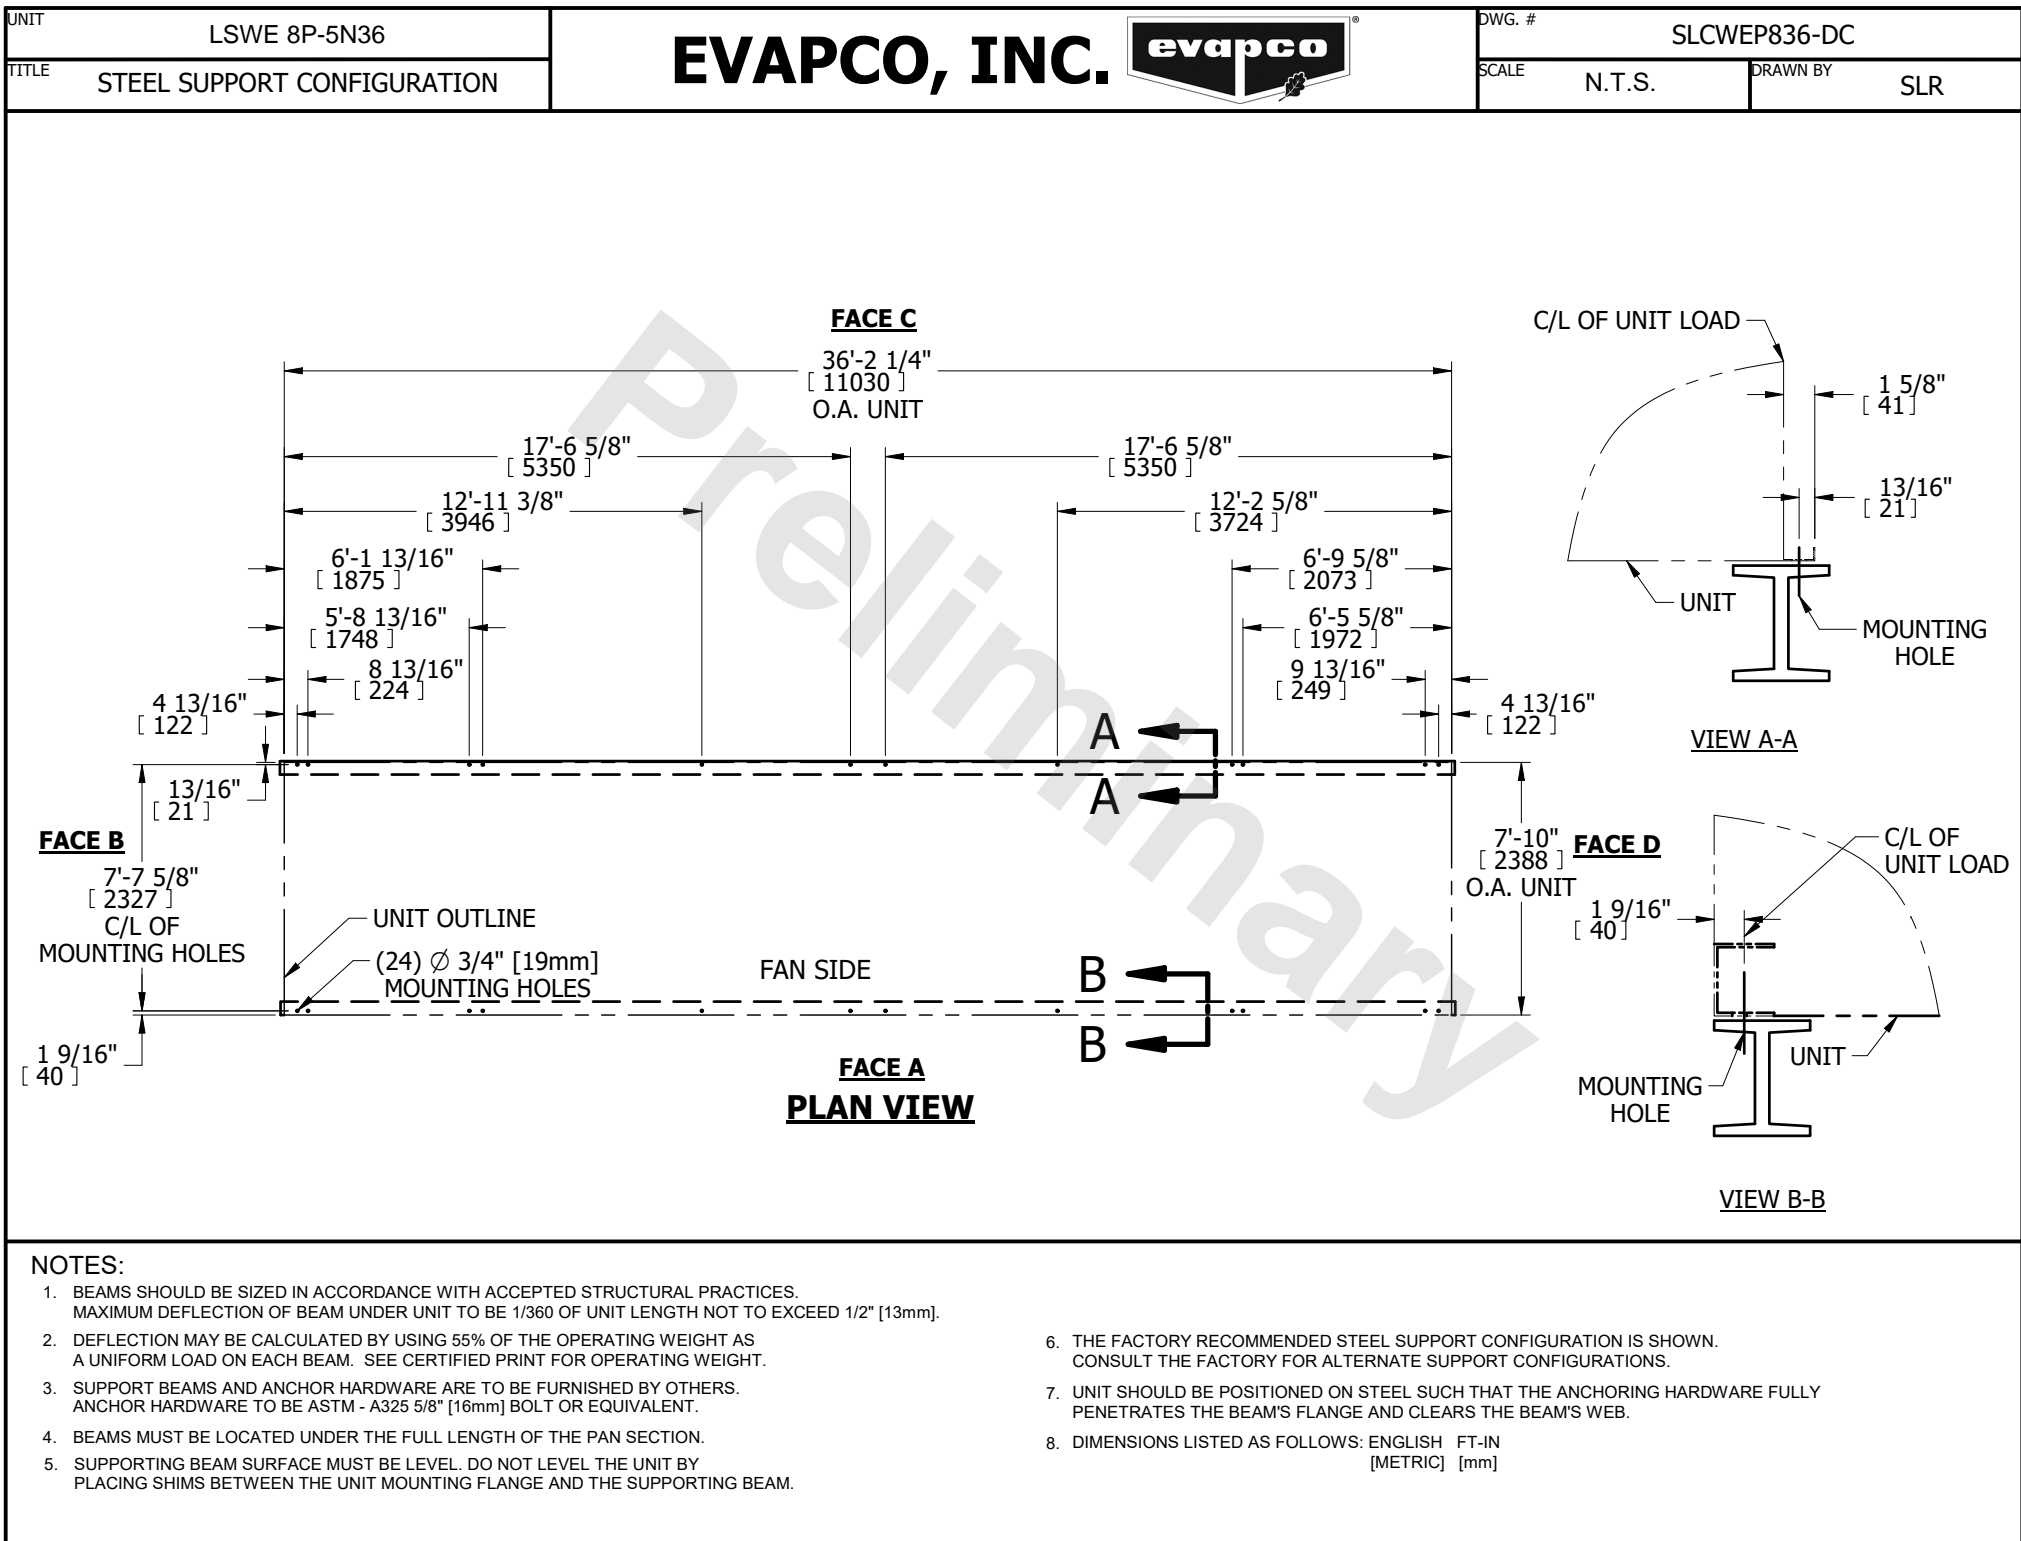 UNIT
LSWE 8P-5N36
TITLE
STEEL SUPPORT CONFIGURATION
EVAPCO, INC.
evapco
®
DWG. #
SLCWEP836-DC
SCALE
N.T.S.
DRAWN BY
SLR
Preliminary
FACE C
36'-2 1/4"
[ 11030 ]
O.A. UNIT
17'-6 5/8"
[ 5350 ]
17'-6 5/8"
[ 5350 ]
12'-11 3/8"
[ 3946 ]
12'-2 5/8"
[ 3724 ]
6'-1 13/16"
[ 1875 ]
6'-9 5/8"
[ 2073 ]
5'-8 13/16"
[ 1748 ]
6'-5 5/8"
[ 1972 ]
8 13/16"
[ 224 ]
9 13/16"
[ 249 ]
4 13/16"
[ 122 ]
4 13/16"
[ 122 ]
A
A
13/16"
[ 21 ]
FACE B
7'-7 5/8"
[ 2327 ]
C/L OF
MOUNTING HOLES
7'-10"
[ 2388 ]
O.A. UNIT
FACE D
UNIT OUTLINE
(24) Ø 3/4" [19mm]
MOUNTING HOLES
FAN SIDE
B
B
1 9/16"
[ 40 ]
FACE A
PLAN VIEW
C/L OF UNIT LOAD
1 5/8"
[ 41 ]
13/16"
[ 21 ]
UNIT
MOUNTING
HOLE
VIEW A-A
C/L OF
UNIT LOAD
1 9/16"
[ 40 ]
UNIT
MOUNTING
HOLE
VIEW B-B
NOTES:
1. BEAMS SHOULD BE SIZED IN ACCORDANCE WITH ACCEPTED STRUCTURAL PRACTICES.
MAXIMUM DEFLECTION OF BEAM UNDER UNIT TO BE 1/360 OF UNIT LENGTH NOT TO EXCEED 1/2" [13mm].
2. DEFLECTION MAY BE CALCULATED BY USING 55% OF THE OPERATING WEIGHT AS
A UNIFORM LOAD ON EACH BEAM. SEE CERTIFIED PRINT FOR OPERATING WEIGHT.
3. SUPPORT BEAMS AND ANCHOR HARDWARE ARE TO BE FURNISHED BY OTHERS.
ANCHOR HARDWARE TO BE ASTM - A325 5/8" [16mm] BOLT OR EQUIVALENT.
4. BEAMS MUST BE LOCATED UNDER THE FULL LENGTH OF THE PAN SECTION.
5. SUPPORTING BEAM SURFACE MUST BE LEVEL. DO NOT LEVEL THE UNIT BY
PLACING SHIMS BETWEEN THE UNIT MOUNTING FLANGE AND THE SUPPORTING BEAM.
6. THE FACTORY RECOMMENDED STEEL SUPPORT CONFIGURATION IS SHOWN.
CONSULT THE FACTORY FOR ALTERNATE SUPPORT CONFIGURATIONS.
7. UNIT SHOULD BE POSITIONED ON STEEL SUCH THAT THE ANCHORING HARDWARE FULLY
PENETRATES THE BEAM'S FLANGE AND CLEARS THE BEAM'S WEB.
8. DIMENSIONS LISTED AS FOLLOWS: ENGLISH FT-IN
[METRIC] [mm]